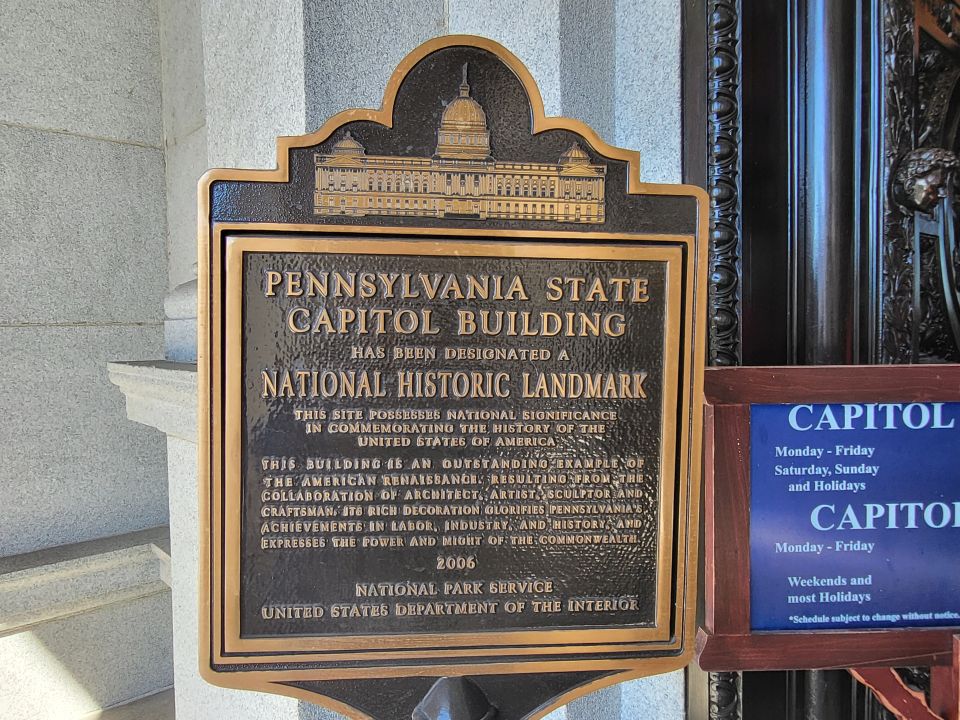 PENNSYLVANIA STATE
CAPITOL BUILDING
HAS BEEN DESIGNATED A
NATIONAL HISTORIC LANDMARK
THIS SITE POSSESSES NATIONAL SIGNIFICANCE
IN COMMEMORATING THE HISTORY OF THE
UNITED STATES OF AMERICA
THIS BUILDING IS AN OUTSTANDING EXAMPLE OF
THE AMERICAN RENAISSANCE, RESULTING FROM THE
COLLABORATION OF ARCHITECT, ARTIST, SCULPTOR AND
CRAFTSMAN. ITS RICH DECORATION GLORIFIES PENNSYLVANIA'S
ACHIEVEMENTS IN LABOR, INDUSTRY, AND HISTORY, AND
EXPRESSES THE POWER AND MIGHT OF THE COMMONWEALTH.
2006
NATIONAL PARK SERVICE
UNITED STATES DEPARTMENT OF THE INTERIOR
CAPITOL
Monday - Friday
Saturday, Sunday
and Holidays
CAPITOL
Monday - Friday
Weekends and
most Holidays
*Schedule subject to change without notice.